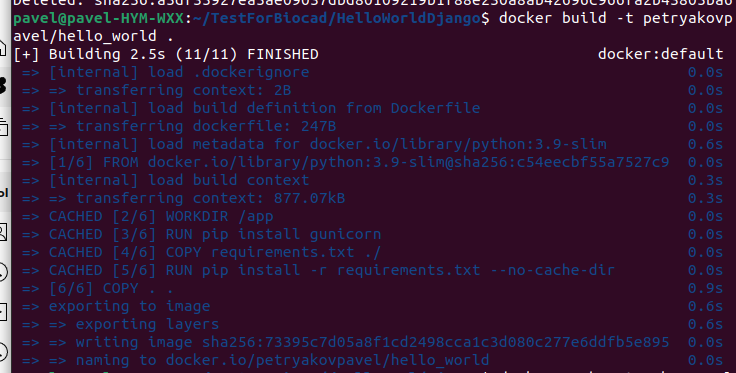 pavel@pavel-HYM-WXX:~/TestForBiocad/HelloWorldDjango$ docker build -t petryakovp
avel/hello_world .
[+] Building 2.5s (11/11) FINISHED docker:default
=> [internal] load .dockerignore 0.0s
=> => transferring context: 2B 0.0s
=> [internal] load build definition from Dockerfile 0.0s
=> => transferring dockerfile: 247B 0.0s
=> [internal] load metadata for docker.io/library/python:3.9-slim 0.6s
=> [1/6] FROM docker.io/library/python:3.9-slim@sha256:c54eecbf55a7527c9 0.0s
=> [internal] load build context 0.3s
=> => transferring context: 877.07kB 0.3s
=> CACHED [2/6] WORKDIR /app 0.0s
=> CACHED [3/6] RUN pip install gunicorn 0.0s
=> CACHED [4/6] COPY requirements.txt ./ 0.0s
=> CACHED [5/6] RUN pip install -r requirements.txt --no-cache-dir 0.0s
=> [6/6] COPY . . 0.9s
=> exporting to image 0.6s
=> => exporting layers 0.6s
=> => writing image sha256:73395c7d05a8f1cd2498cca1c3d080c277e6ddfb5e895 0.0s
=> => naming to docker.io/petryakovpavel/hello_world 0.0s